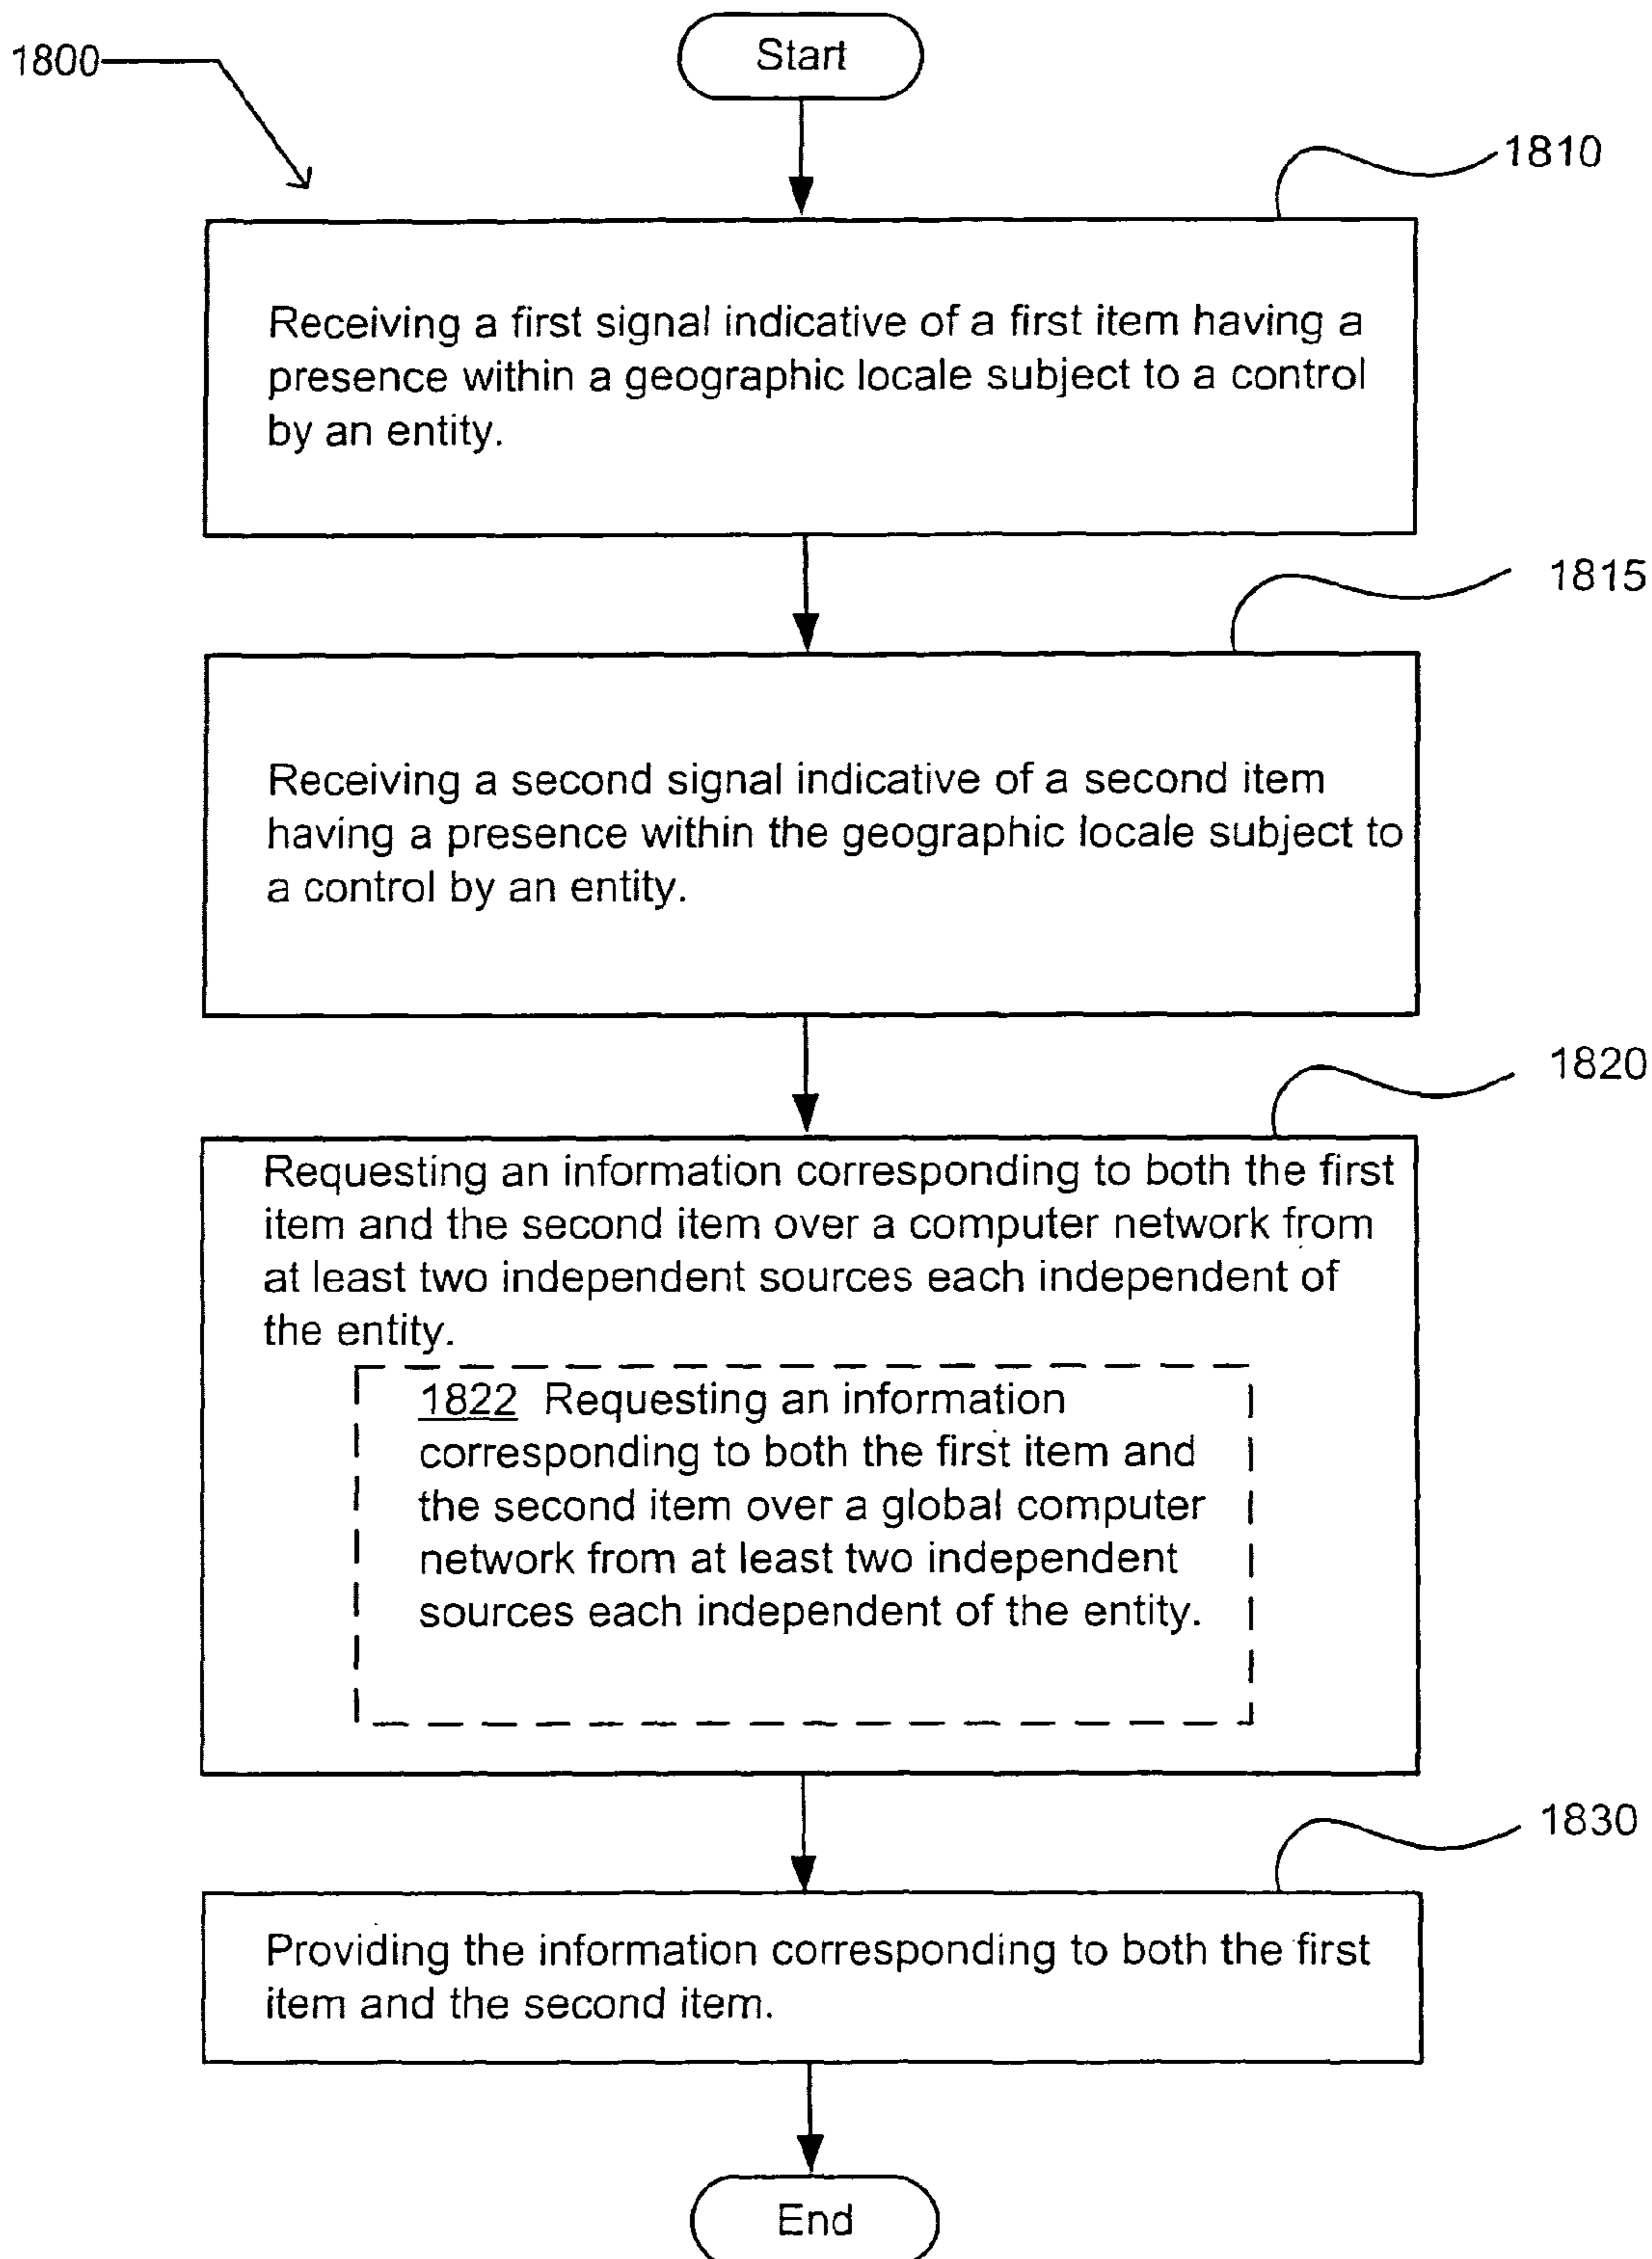 Start
1800
1810
Receiving a first signal indicative of a first item having a
presence within a geographic locale subject to a control
by an entity.
1815
Receiving a second signal indicative of a second item
having a presence within the geographic locale subject to
a control by an entity.
1820
Requesting an information corresponding to both the first
item and the second item over a computer network from
at least two independent sources each independent of
the entity.
1822 Requesting an information
corresponding to both the first item and
the second item over a global computer
network from at least two independent
sources each independent of the entity.
1830
Providing the information corresponding to both the first
item and the second item.
End